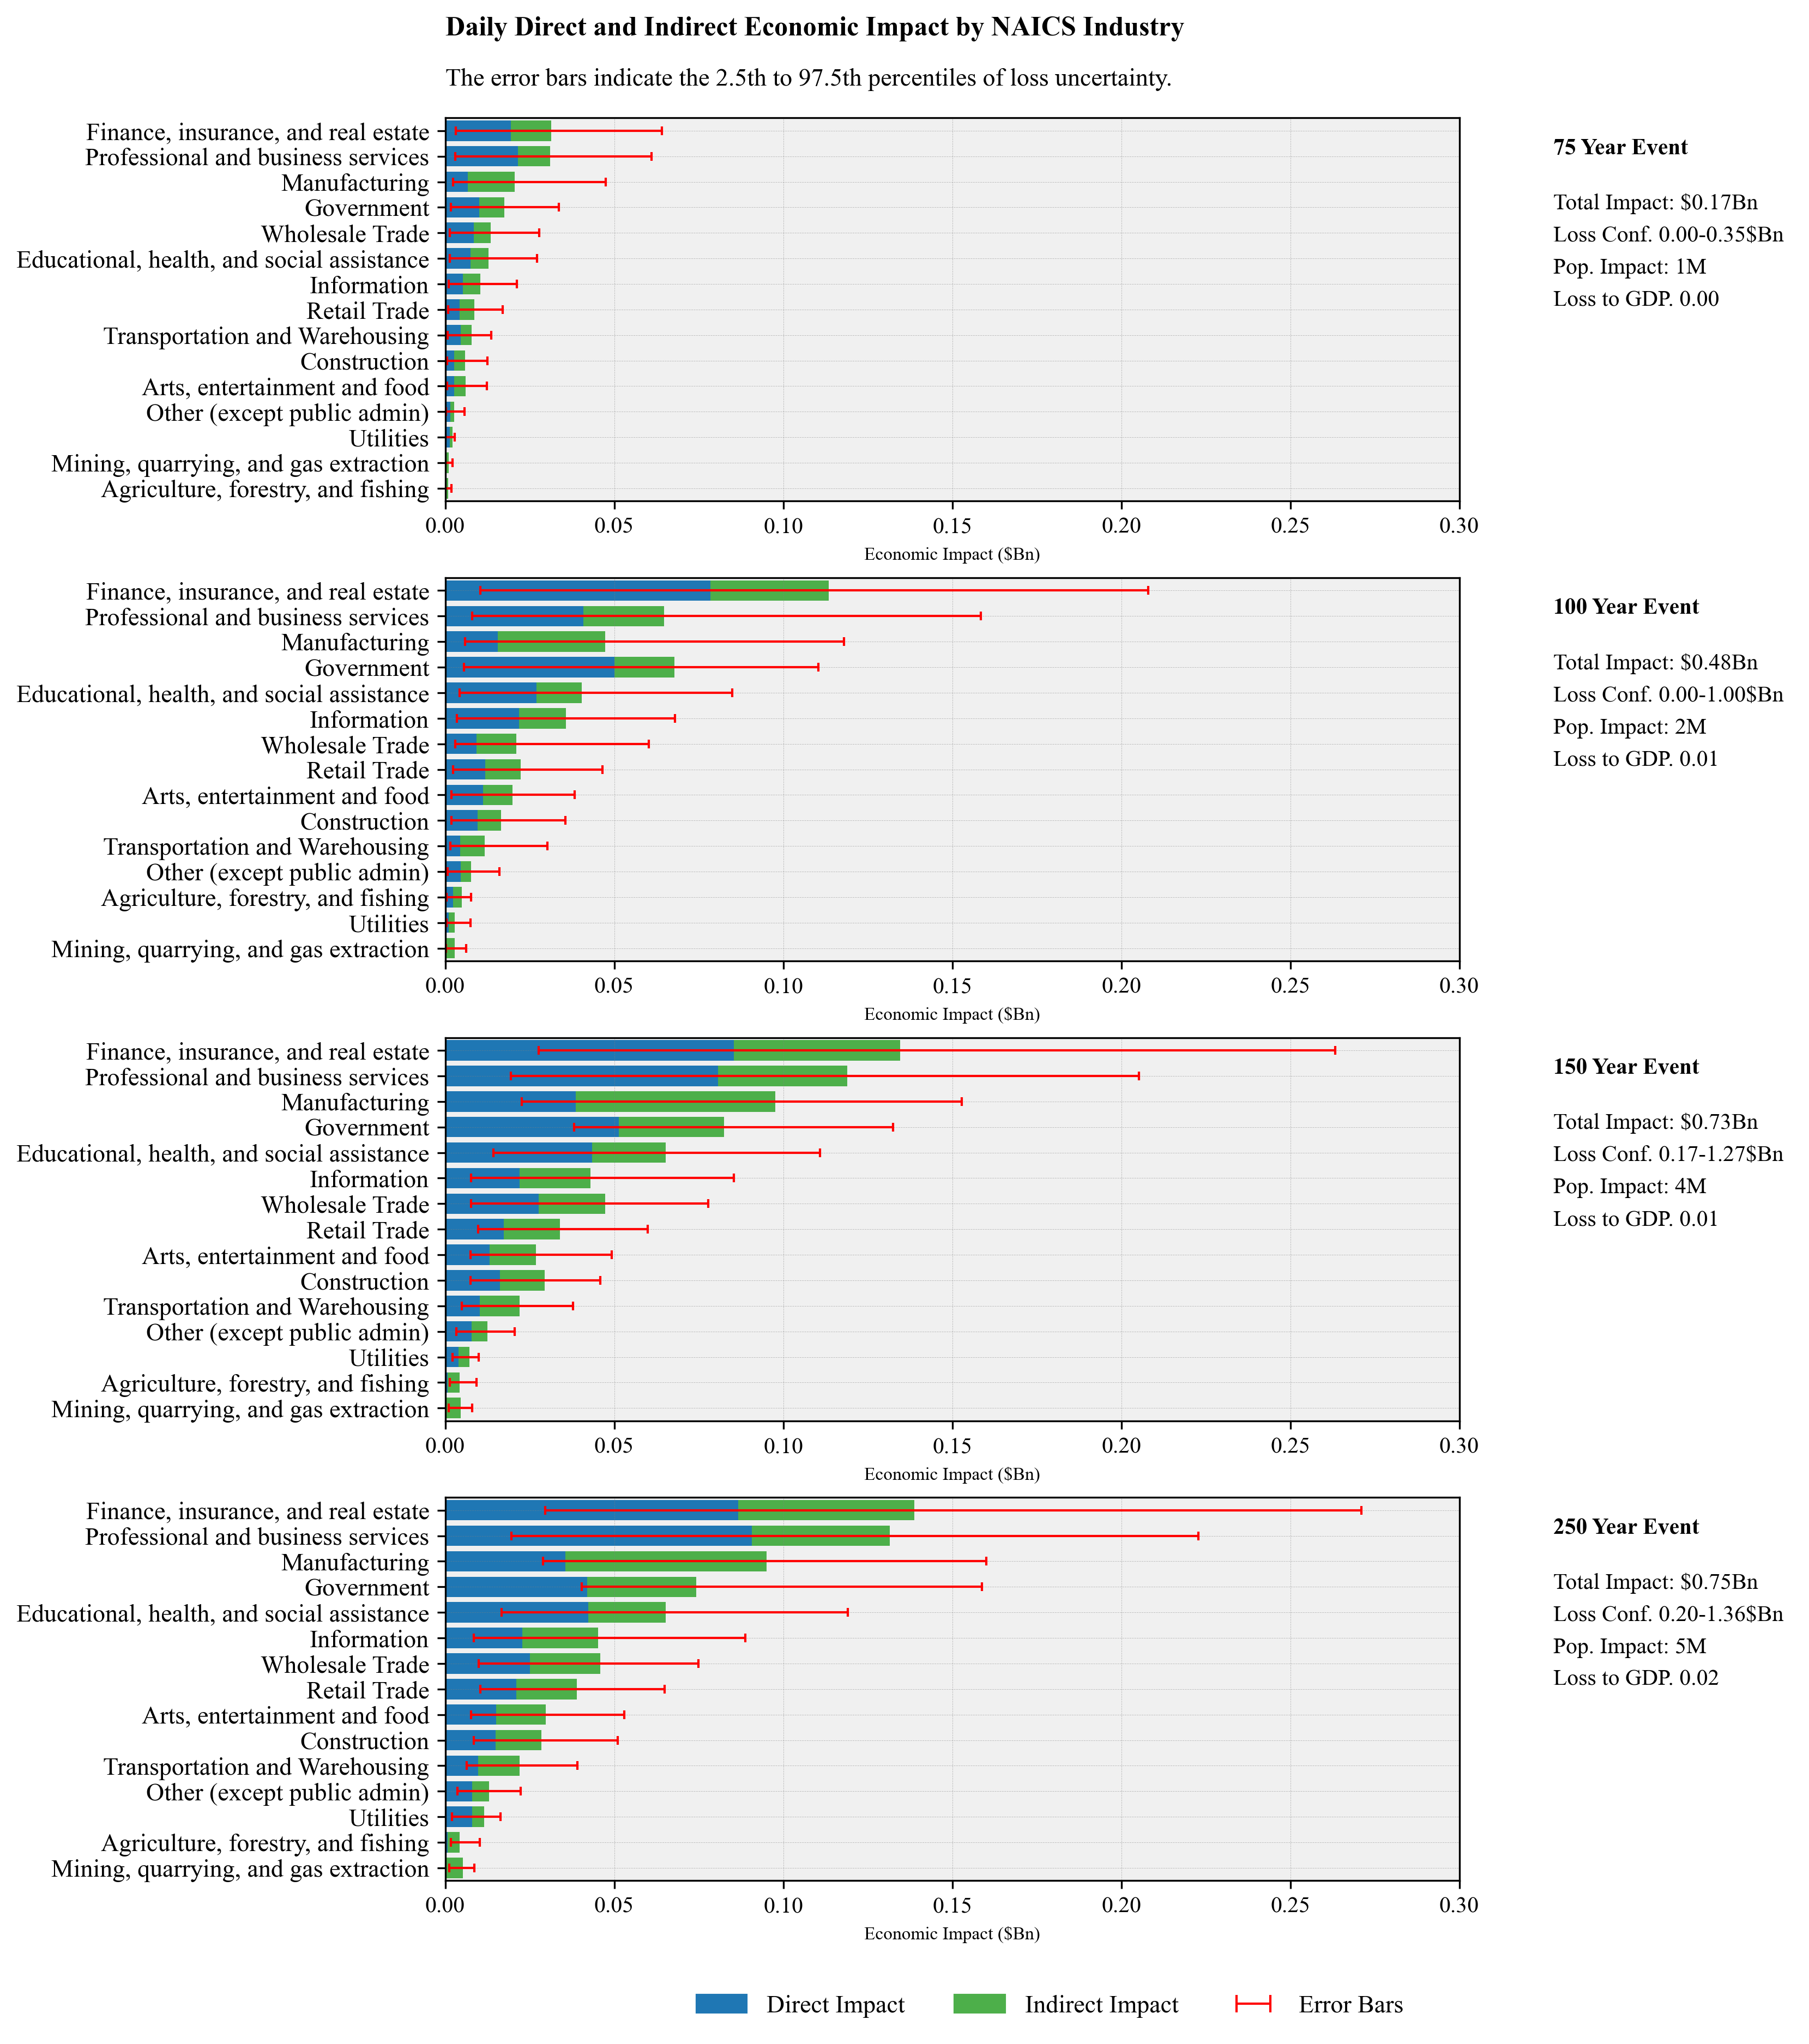 Daily Direct and Indirect Economic Impact by NAICS Industry
The error bars indicate the 2.5th to 97.5th percentiles of loss uncertainty.
Finance, insurance, and real estate
Professional and business services
Manufacturing
Government
Wholesale Trade
Educational, health, and social assistance
Information
Retail Trade
Transportation and Warehousing
Construction
Arts, entertainment and food
Other (except public admin)
Utilities
Mining, quarrying, and gas extraction
Agriculture, forestry, and fishing
0.00 0.05 0.10 0.15 0.20 0.25 0.30
Economic Impact ($Bn)
75 Year Event
Total Impact: $0.17Bn
Loss Conf. 0.00-0.35$Bn
Pop. Impact: 1M
Loss to GDP. 0.00
Finance, insurance, and real estate
Professional and business services
Manufacturing
Government
Educational, health, and social assistance
Information
Wholesale Trade
Retail Trade
Arts, entertainment and food
Construction
Transportation and Warehousing
Other (except public admin)
Agriculture, forestry, and fishing
Utilities
Mining, quarrying, and gas extraction
0.00 0.05 0.10 0.15 0.20 0.25 0.30
Economic Impact ($Bn)
100 Year Event
Total Impact: $0.48Bn
Loss Conf. 0.00-1.00$Bn
Pop. Impact: 2M
Loss to GDP. 0.01
Finance, insurance, and real estate
Professional and business services
Manufacturing
Government
Educational, health, and social assistance
Information
Wholesale Trade
Retail Trade
Arts, entertainment and food
Construction
Transportation and Warehousing
Other (except public admin)
Utilities
Agriculture, forestry, and fishing
Mining, quarrying, and gas extraction
0.00 0.05 0.10 0.15 0.20 0.25 0.30
Economic Impact ($Bn)
150 Year Event
Total Impact: $0.73Bn
Loss Conf. 0.17-1.27$Bn
Pop. Impact: 4M
Loss to GDP. 0.01
Finance, insurance, and real estate
Professional and business services
Manufacturing
Government
Educational, health, and social assistance
Information
Wholesale Trade
Retail Trade
Arts, entertainment and food
Construction
Transportation and Warehousing
Other (except public admin)
Utilities
Agriculture, forestry, and fishing
Mining, quarrying, and gas extraction
0.00 0.05 0.10 0.15 0.20 0.25 0.30
Economic Impact ($Bn)
250 Year Event
Total Impact: $0.75Bn
Loss Conf. 0.20-1.36$Bn
Pop. Impact: 5M
Loss to GDP. 0.02
Direct Impact Indirect Impact Error Bars